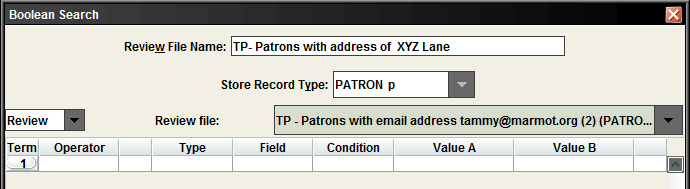 Boolean Search
Review File Name: TP- Patrons with address of XYZ Lane
Store Record Type: PATRON p
Review Review file: TP - Patrons with email address tammy@marmot.org (2) (PATRO...
Term Operator Type Field Condition Value A Value B
1